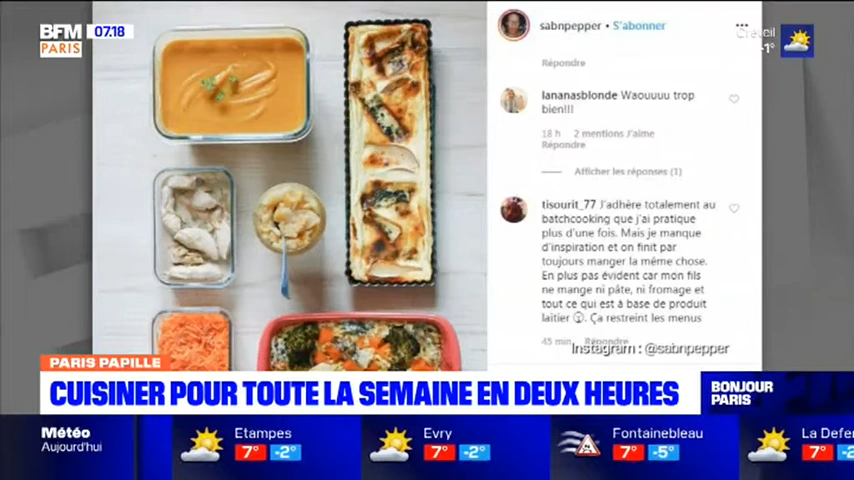 BFM
PARIS
07.18
sabnpepper • S'abonner
•••
Créteil
-1°
Répondre
lananasblonde Waouuuu trop
bien!!!
18 h 2 mentions J'aime
Répondre
Afficher les réponses (1)
tisourit_77 J'adhère totalement au
batchcooking que j'ai pratique
plus d'une fois. Mais je manque
d'inspiration et on finit par
toujours manger la même chose.
En plus pas évident car mon fils
ne mange ni pâte, ni fromage et
tout ce qui est à base de produit
laitier 😲. Ça restreint les menus
45 min Répondre
Instagram : @sabnpepper
PARIS PAPILLE
CUISINER POUR TOUTE LA SEMAINE EN DEUX HEURES
BONJOUR
PARIS
Météo
Aujourd'hui
Etampes
7° -2°
Evry
7° -2°
Fontainebleau
7° -5°
La Defen
7° -2